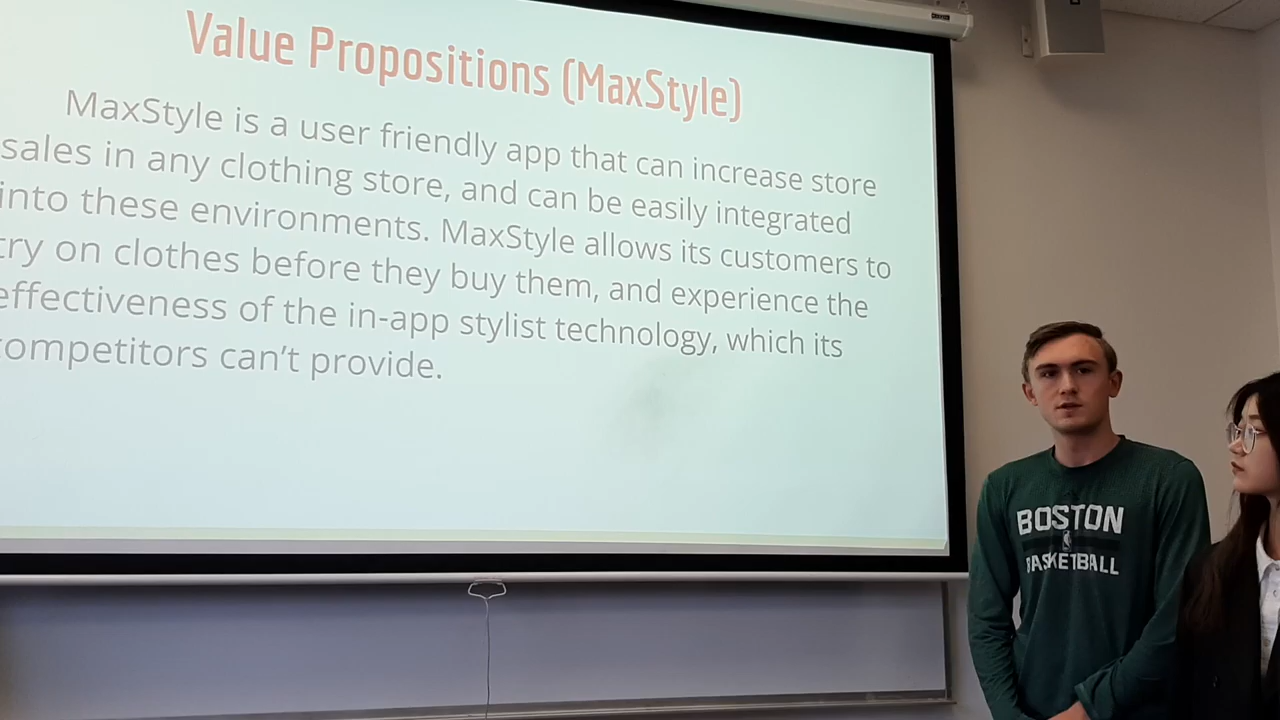 Value Propositions (MaxStyle)
MaxStyle is a user friendly app that can increase store
sales in any clothing store, and can be easily integrated
into these environments. MaxStyle allows its customers to
try on clothes before they buy them, and experience the
effectiveness of the in-app stylist technology, which its
competitors can't provide.
BOSTON
BASKETBALL